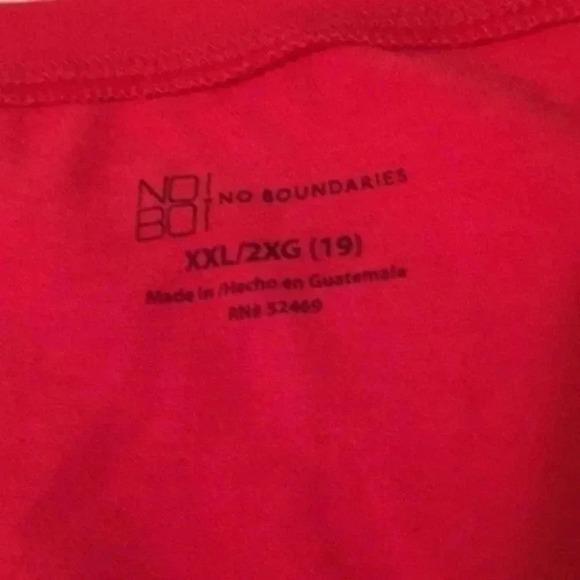 NO!
BO!
NO BOUNDARIES
XXL/2XG (19)
Made in /Hecho en Guatemala
RN# 52469